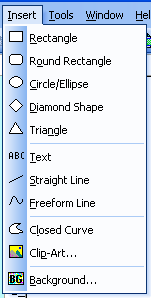 Insert Tools Window H
Rectangle
Round Rectangle
Circle/Ellipse
Diamond Shape
Triangle
ABC Text
Straight Line
Freeform Line
Closed Curve
Clip-Art...
BG Background...